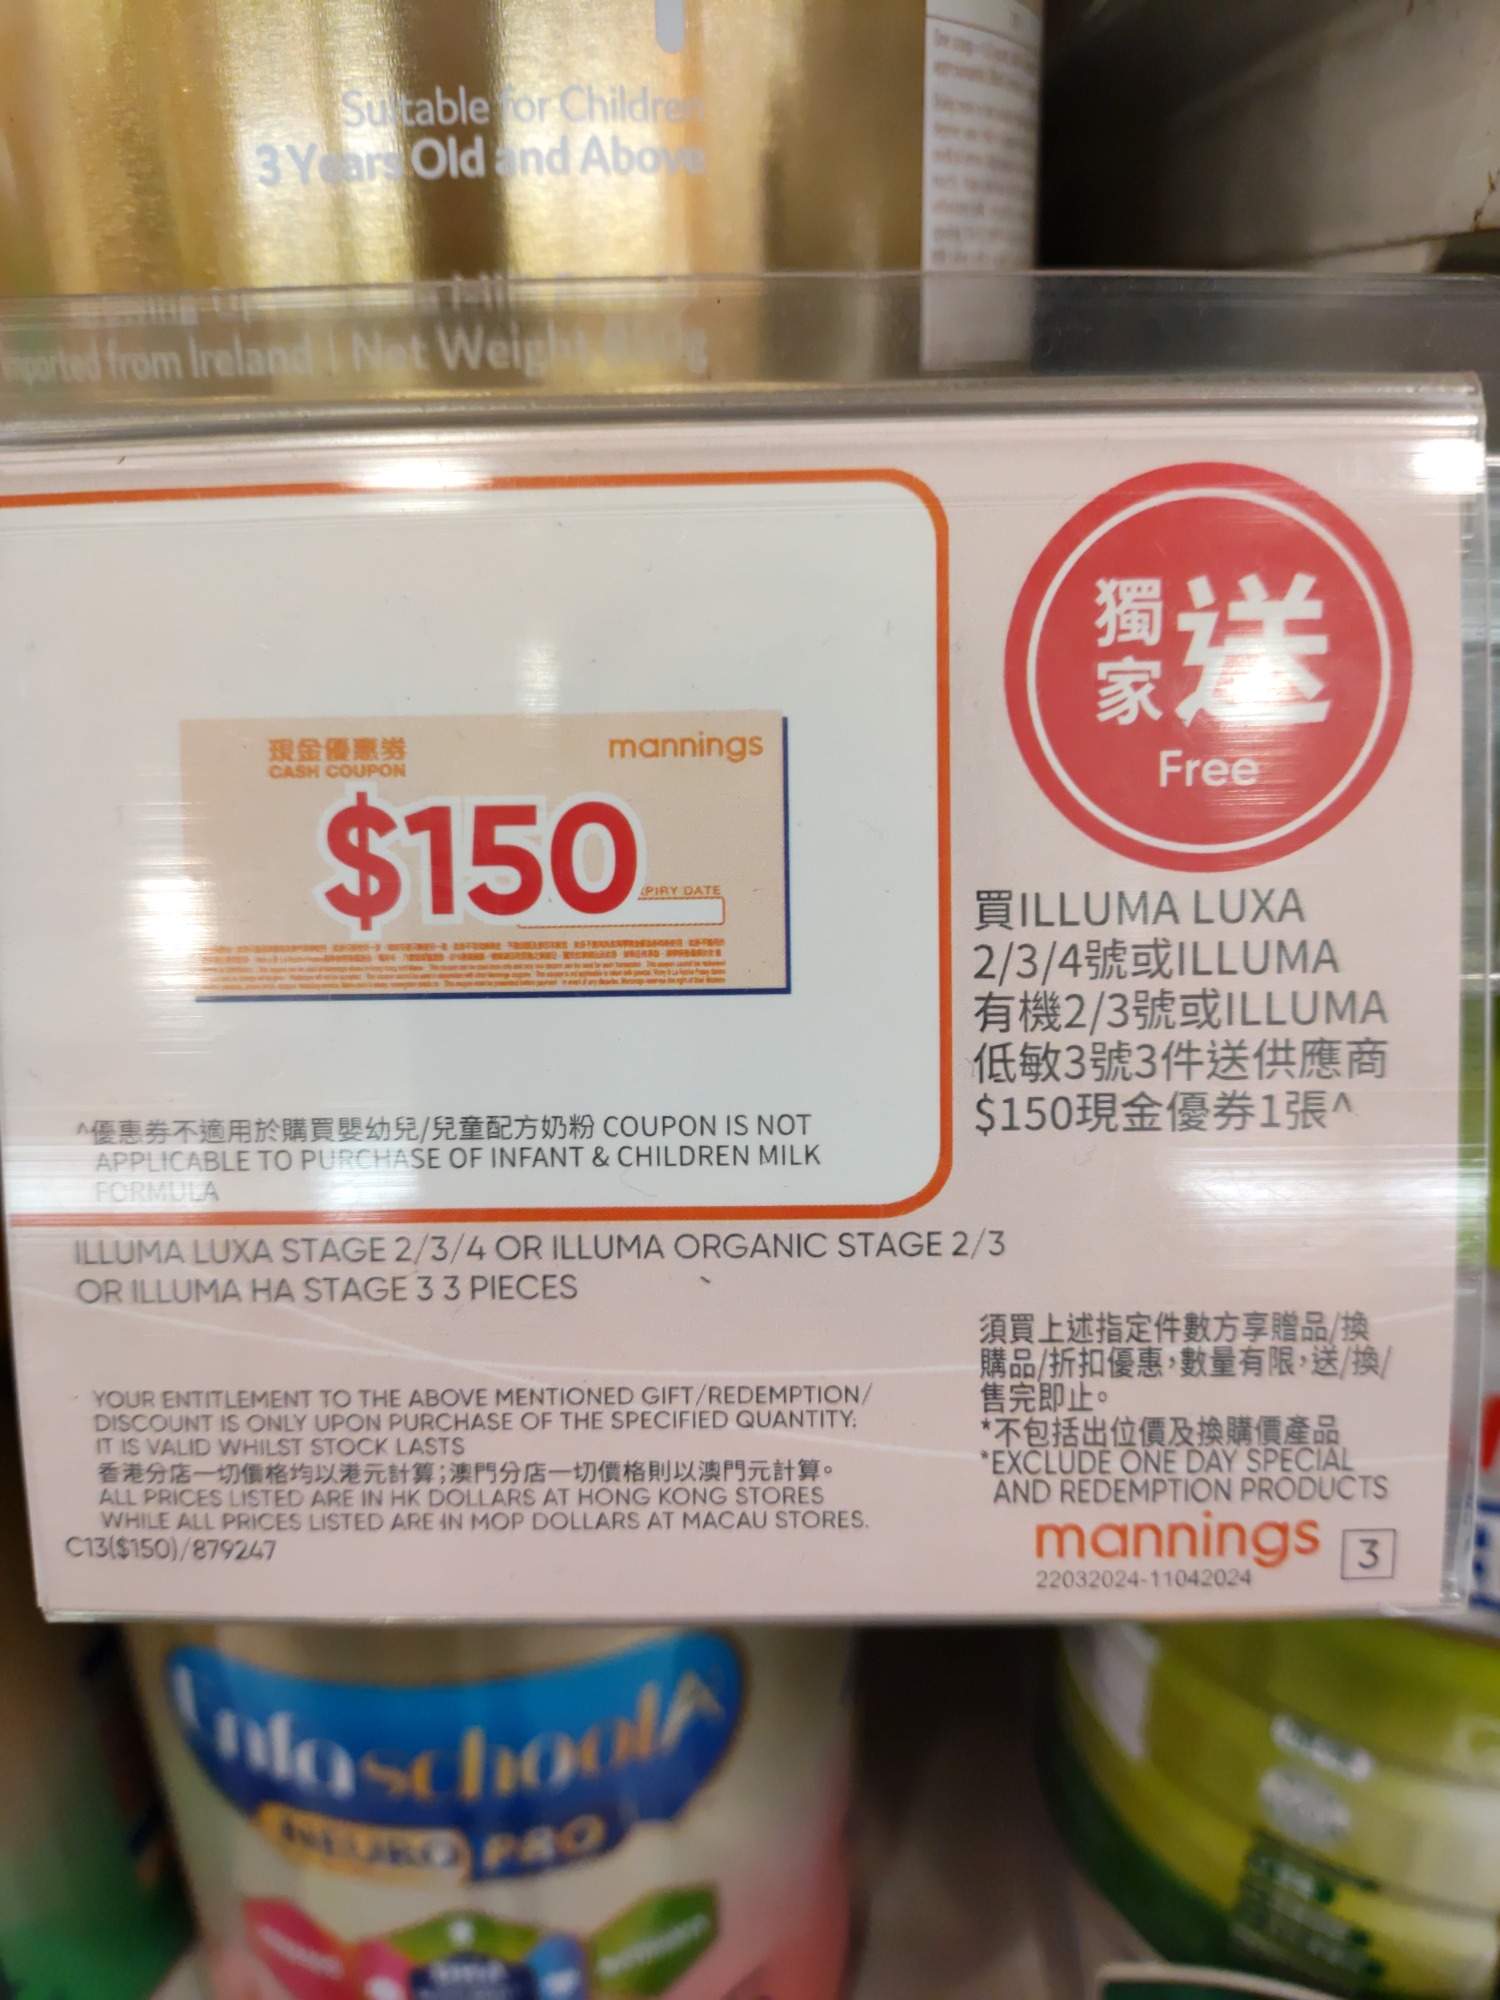 Suitable for Children
3 Years Old and Above
Imported from Ireland | Net Weight
獨家 送
Free
現金優惠券
CASH COUPON
mannings
$150
PIRY DATE
買ILLUMA LUXA
2/3/4號或ILLUMA
有機2/3號或ILLUMA
低敏3號3件送供應商
$150現金優券1張^
^優惠券不適用於購買嬰幼兒/兒童配方奶粉 COUPON IS NOT
APPLICABLE TO PURCHASE OF INFANT & CHILDREN MILK
FORMULA
ILLUMA LUXA STAGE 2/3/4 OR ILLUMA ORGANIC STAGE 2/3
OR ILLUMA HA STAGE 3 3 PIECES
須買上述指定件數方享贈品/換
購品/折扣優惠,數量有限,送/換/
售完即止。
*不包括出位價及換購價產品
*EXCLUDE ONE DAY SPECIAL
AND REDEMPTION PRODUCTS
YOUR ENTITLEMENT TO THE ABOVE MENTIONED GIFT/REDEMPTION/
DISCOUNT IS ONLY UPON PURCHASE OF THE SPECIFIED QUANTITY.
IT IS VALID WHILST STOCK LASTS
香港分店一切價格均以港元計算;澳門分店一切價格則以澳門元計算。
ALL PRICES LISTED ARE IN HK DOLLARS AT HONG KONG STORES
WHILE ALL PRICES LISTED ARE IN MOP DOLLARS AT MACAU STORES.
C13($150)/879247
mannings 3
22032024-11042024
Enfaschool A+
NEURO PRO